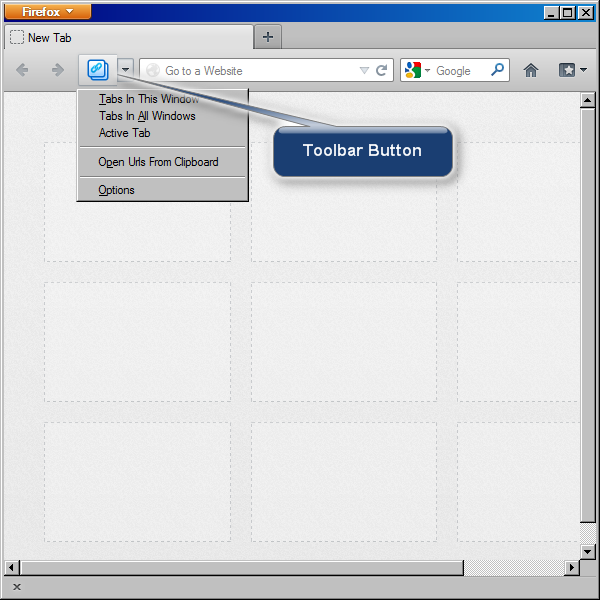 Firefox
New Tab
Go to a Website
Google
Tabs In This Window
Tabs In All Windows
Active Tab
Open Urls From Clipboard
Options
Toolbar Button